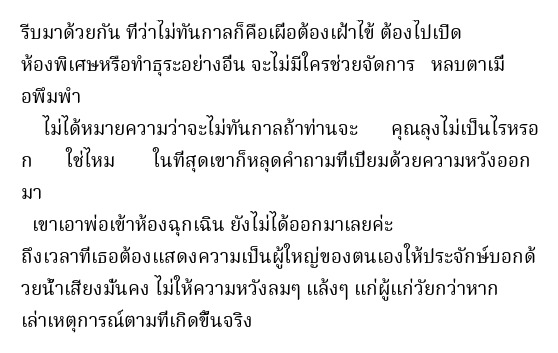 รีบมาด้วยกัน ที่ว่าไม่ทันกาลก็คือเผื่อต้องเฝ้าไข้ ต้องไปเปิด
ห้องพิเศษหรือทำธุระอย่างอื่น จะไม่มีใครช่วยจัดการ หลบตาเมื่
อพึมพำ
ไม่ได้หมายความว่าจะไม่ทันกาลถ้าท่านจะ คุณลุงไม่เป็นไรหรอ
ก ใช่ไหม ในที่สุดเขาก็หลุดคำถามที่เปี่ยมด้วยความหวังออก
มา
เขาเอาพ่อเข้าห้องฉุกเฉิน ยังไม่ได้ออกมาเลยค่ะ
ถึงเวลาที่เธอต้องแสดงความเป็นผู้ใหญ่ของตนเองให้ประจักษ์บอกด้
วยน้ำเสียงมั่นคง ไม่ให้ความหวังลมๆ แล้งๆ แก่ผู้แก่วัยกว่าหาก
เล่าเหตุการณ์ตามที่เกิดขึ้นจริง